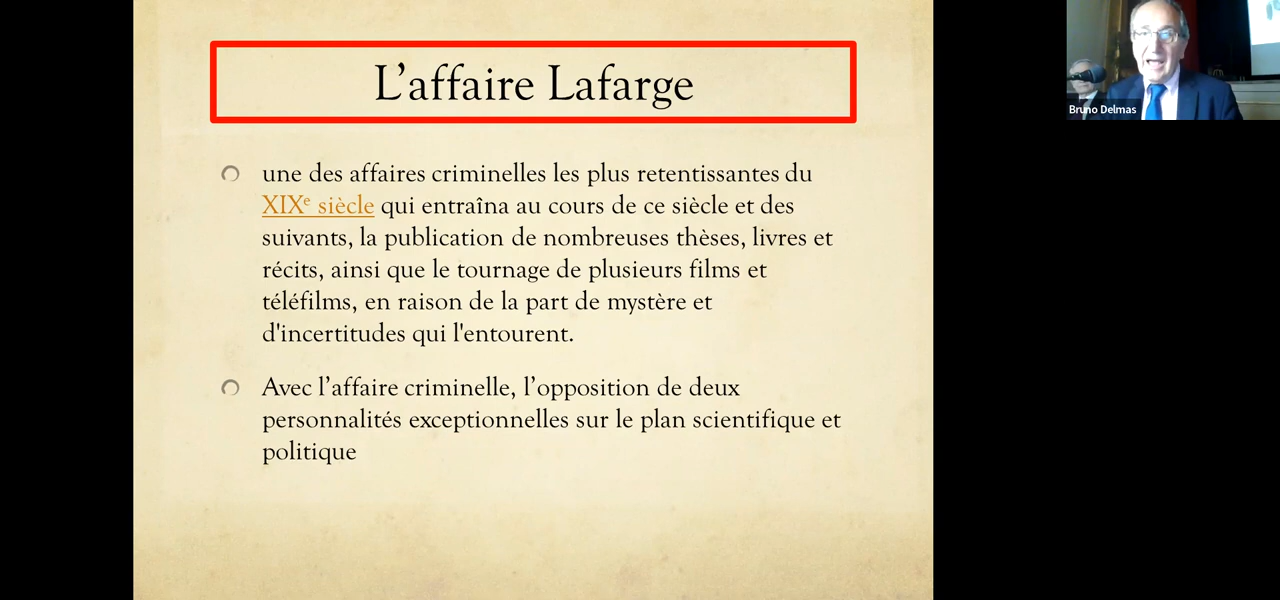 L’affaire Lafarge
une des affaires criminelles les plus retentissantes du
XIXe siècle qui entraîna au cours de ce siècle et des
suivants, la publication de nombreuses thèses, livres et
récits, ainsi que le tournage de plusieurs films et
téléfilms, en raison de la part de mystère et
d'incertitudes qui l'entourent.
Avec l’affaire criminelle, l’opposition de deux
personnalités exceptionnelles sur le plan scientifique et
politique
Bruno Delmas